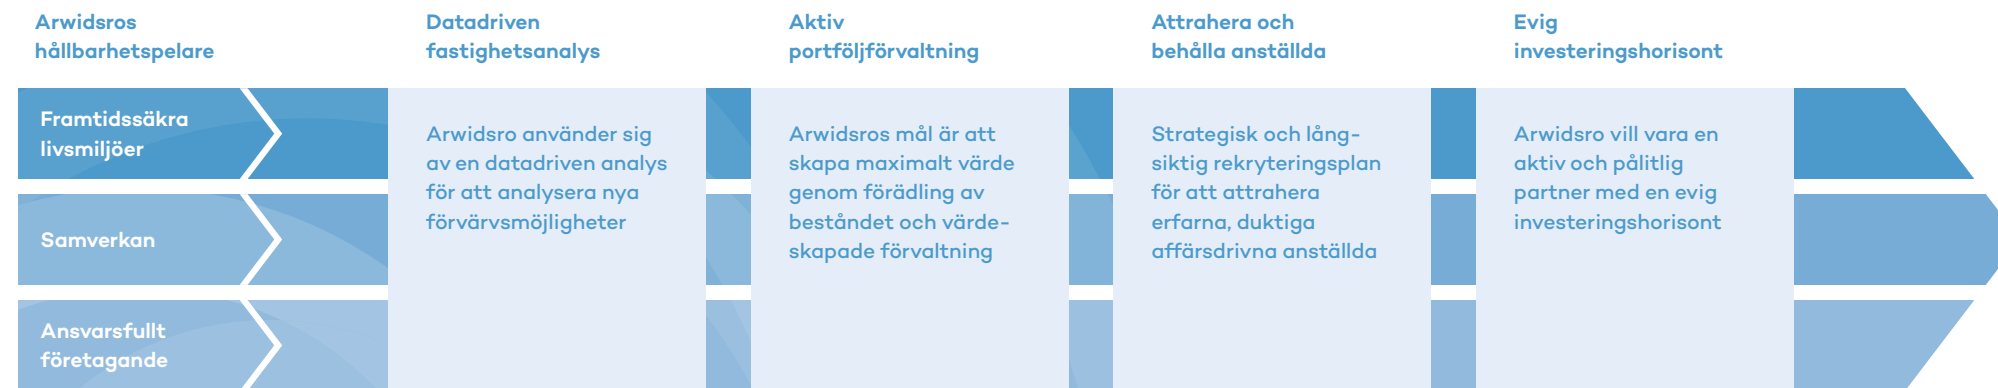 Arwidsros
hållbarhetspelare
Datadriven
fastighetsanalys
Aktiv
portföljförvaltning
Attrahera och
behålla anställda
Evig
investeringshorisont
Framtidssäkra
livsmiljöer
Samverkan
Ansvarsfullt
företagande
Arwidsro använder sig
av en datadriven analys
för att analysera nya
förvärvsmöjligheter
Arwidsros mål är att
skapa maximalt värde
genom förädling av
beståndet och värde-
skapade förvaltning
Strategisk och lång-
siktig rekryteringsplan
för att attrahera
erfarna, duktiga
affärsdrivna anställda
Arwidsro vill vara en
aktiv och pålitlig
partner med en evig
investeringshorisont